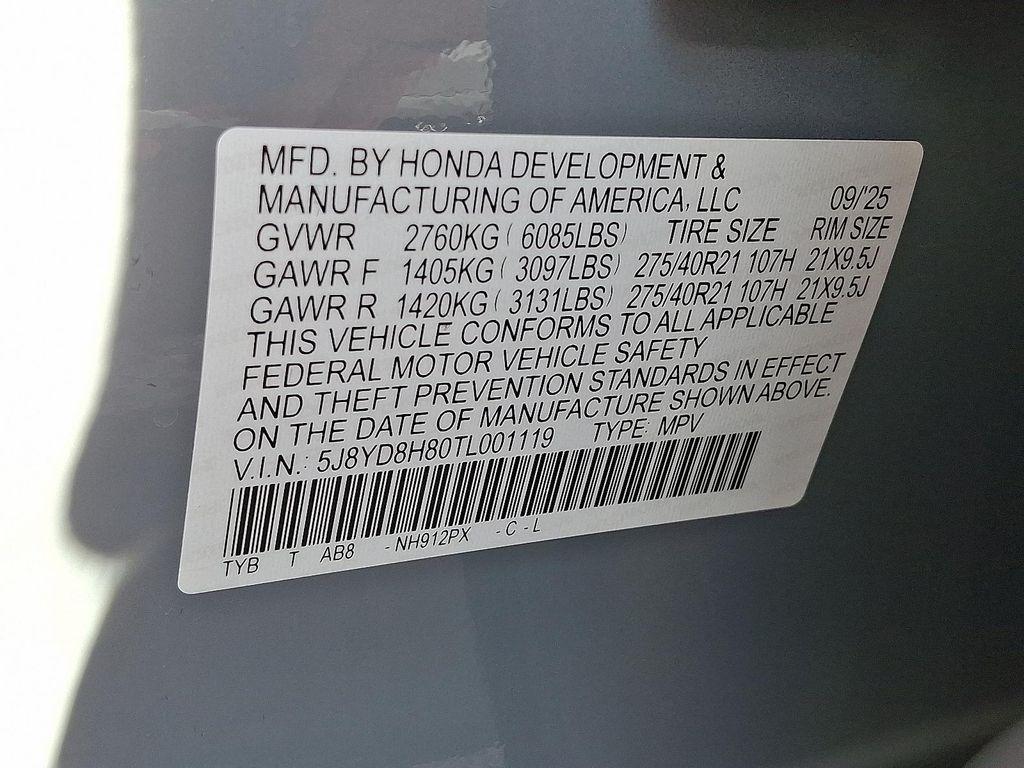 MFD. BY HONDA DEVELOPMENT &
MANUFACTURING OF AMERICA, LLC 09/'25
GVWR 2760KG ( 6085LBS) TIRE SIZE RIM SIZE
GAWR F 1405KG ( 3097LBS) 275/40R21 107H 21X9.5J
GAWR R 1420KG ( 3131LBS) 275/40R21 107H 21X9.5J
THIS VEHICLE CONFORMS TO ALL APPLICABLE
FEDERAL MOTOR VEHICLE SAFETY
AND THEFT PREVENTION STANDARDS IN EFFECT
ON THE DATE OF MANUFACTURE SHOWN ABOVE.
V.I.N.: 5J8YD8H80TL001119 TYPE: MPV
TYB T AB8 - NH912PX - C - L